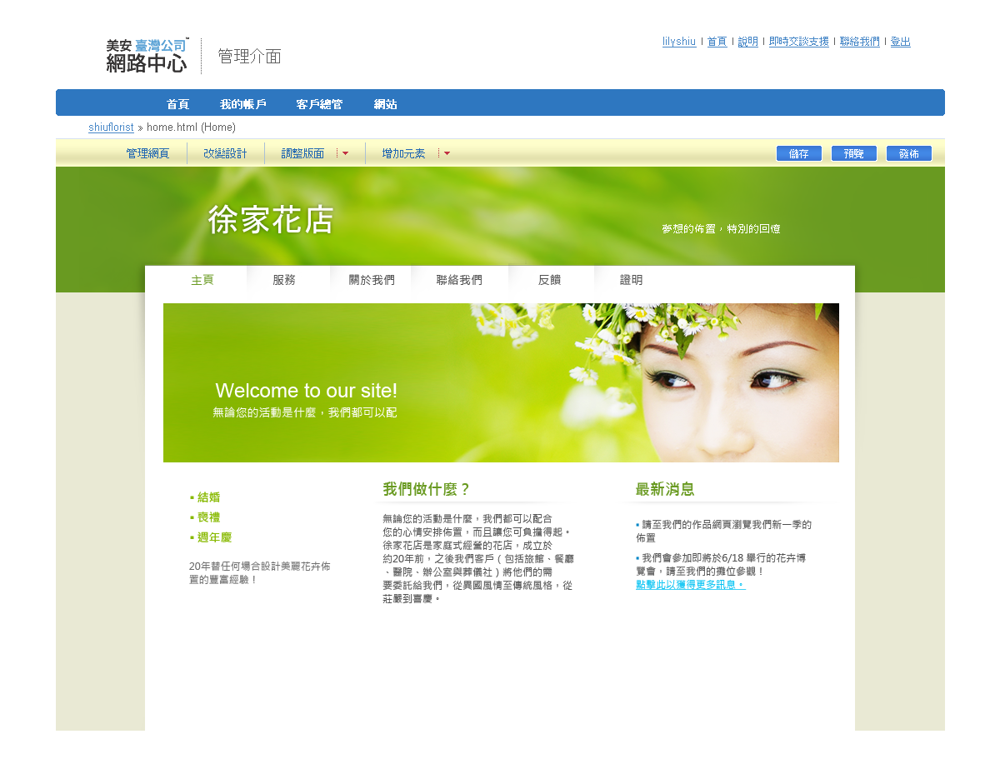 美安 臺灣公司™
網路中心
管理介面
lilyshiu | 首頁 | 說明 | 即時交談支援 | 聯絡我們 | 登出
首頁 我的帳戶 客戶總管 網站
shiuflorist » home.html (Home)
管理網頁 改變設計 調整版面 增加元素 儲存 預覽 發佈
徐家花店
夢想的佈置，特別的回憶
主頁 服務 關於我們 聯絡我們 反饋 證明
Welcome to our site!
無論您的活動是什麼，我們都可以配
▪ 結婚
▪ 喪禮
▪ 週年慶
20年替任何場合設計美麗花卉佈
置的豐富經驗！
我們做什麼？
無論您的活動是什麼，我們都可以配合
您的心情安排佈置，而且讓您可負擔得起。
徐家花店是家庭式經營的花店，成立於
約20年前，之後我們客戶（包括旅館、餐廳
、醫院、辦公室與葬儀社）將他們的需
要委託給我們，從異國風情至傳統風格，從
莊嚴到喜慶。
最新消息
▪ 請至我們的作品網頁瀏覽我們新一季的
佈置
▪ 我們會參加即將於6/18 舉行的花卉博
覽會，請至我們的攤位參觀！
點擊此以獲得更多訊息。